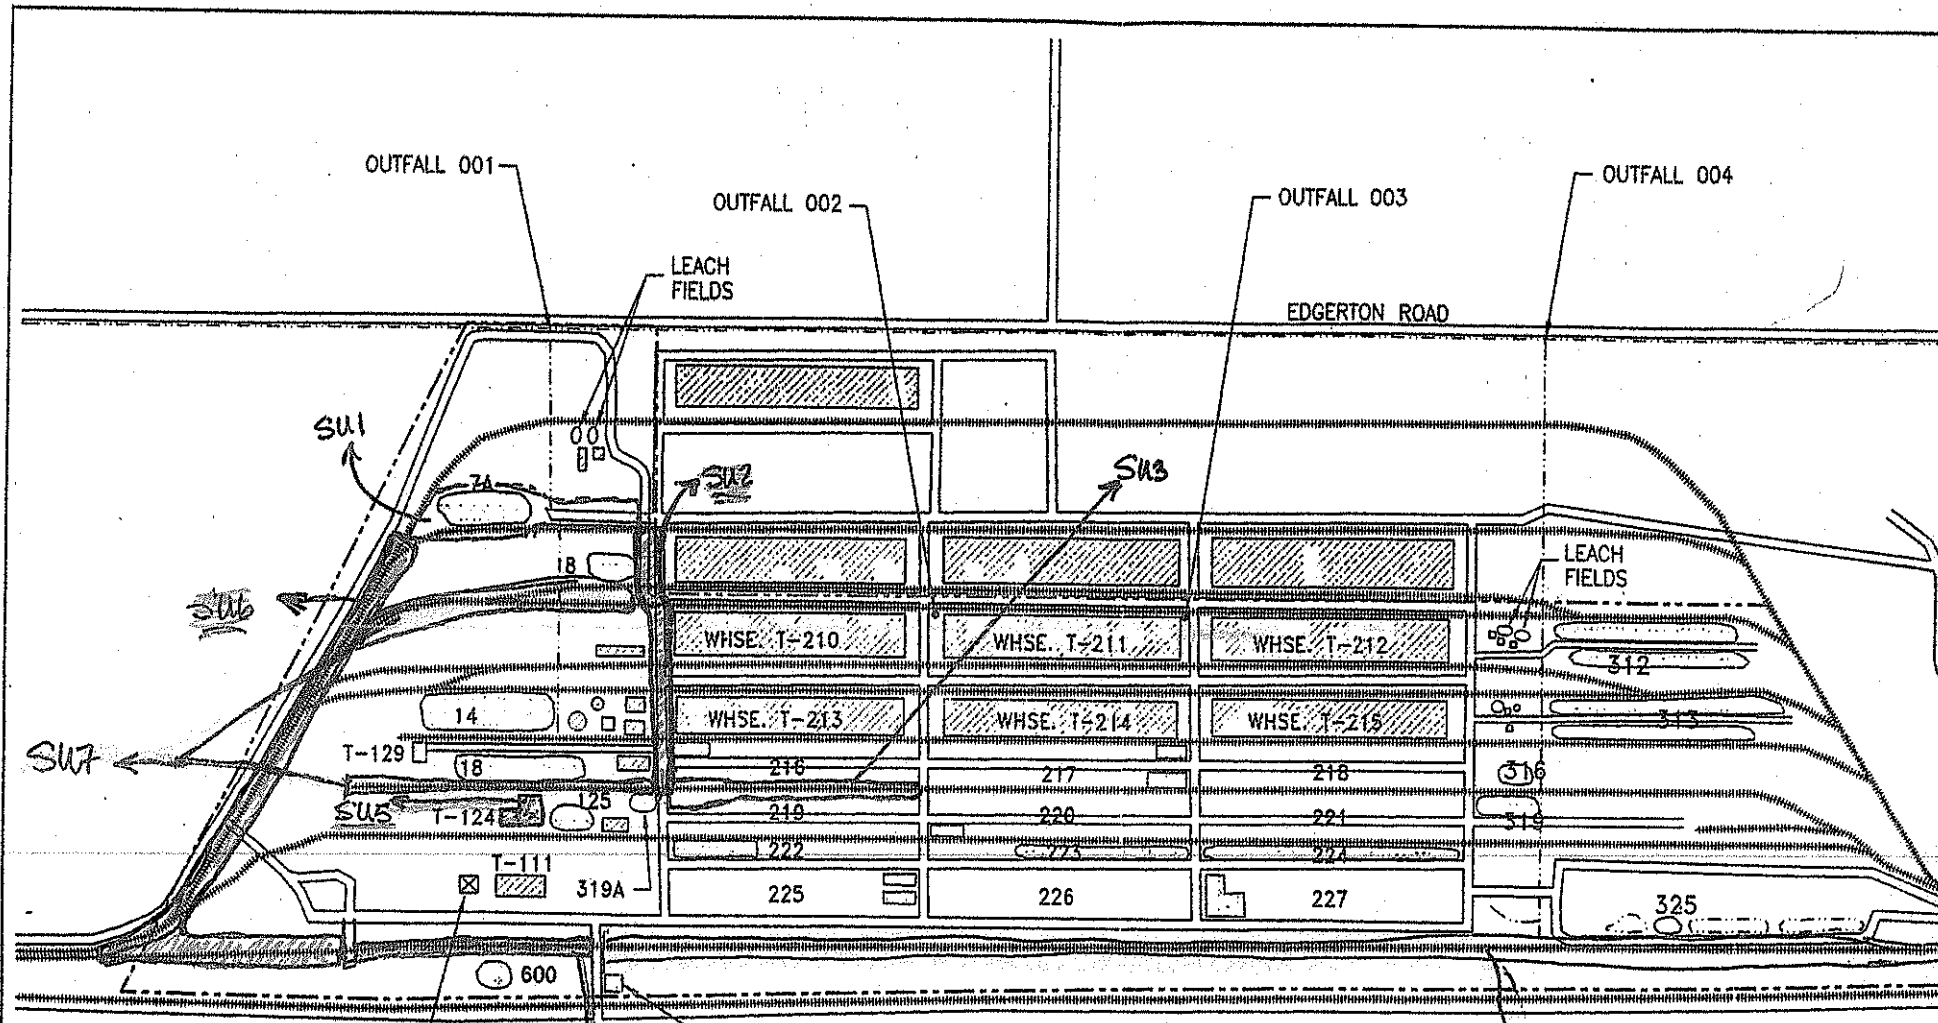 OUTFALL 001
OUTFALL 002
OUTFALL 003
OUTFALL 004
LEACH
FIELDS
EDGERTON ROAD
SU1
7A
SU2
SU3
18
LEACH
FIELDS
SU6
WHSE. T-210
WHSE. T-211
WHSE. T-212
312
14
WHSE. T-213
WHSE. T-214
WHSE. T-215
313
T-129
SU7
18
216
217
218
316
SU5
T-124
125
219
220
221
319
222
223
224
T-111
319A
225
226
227
325
600